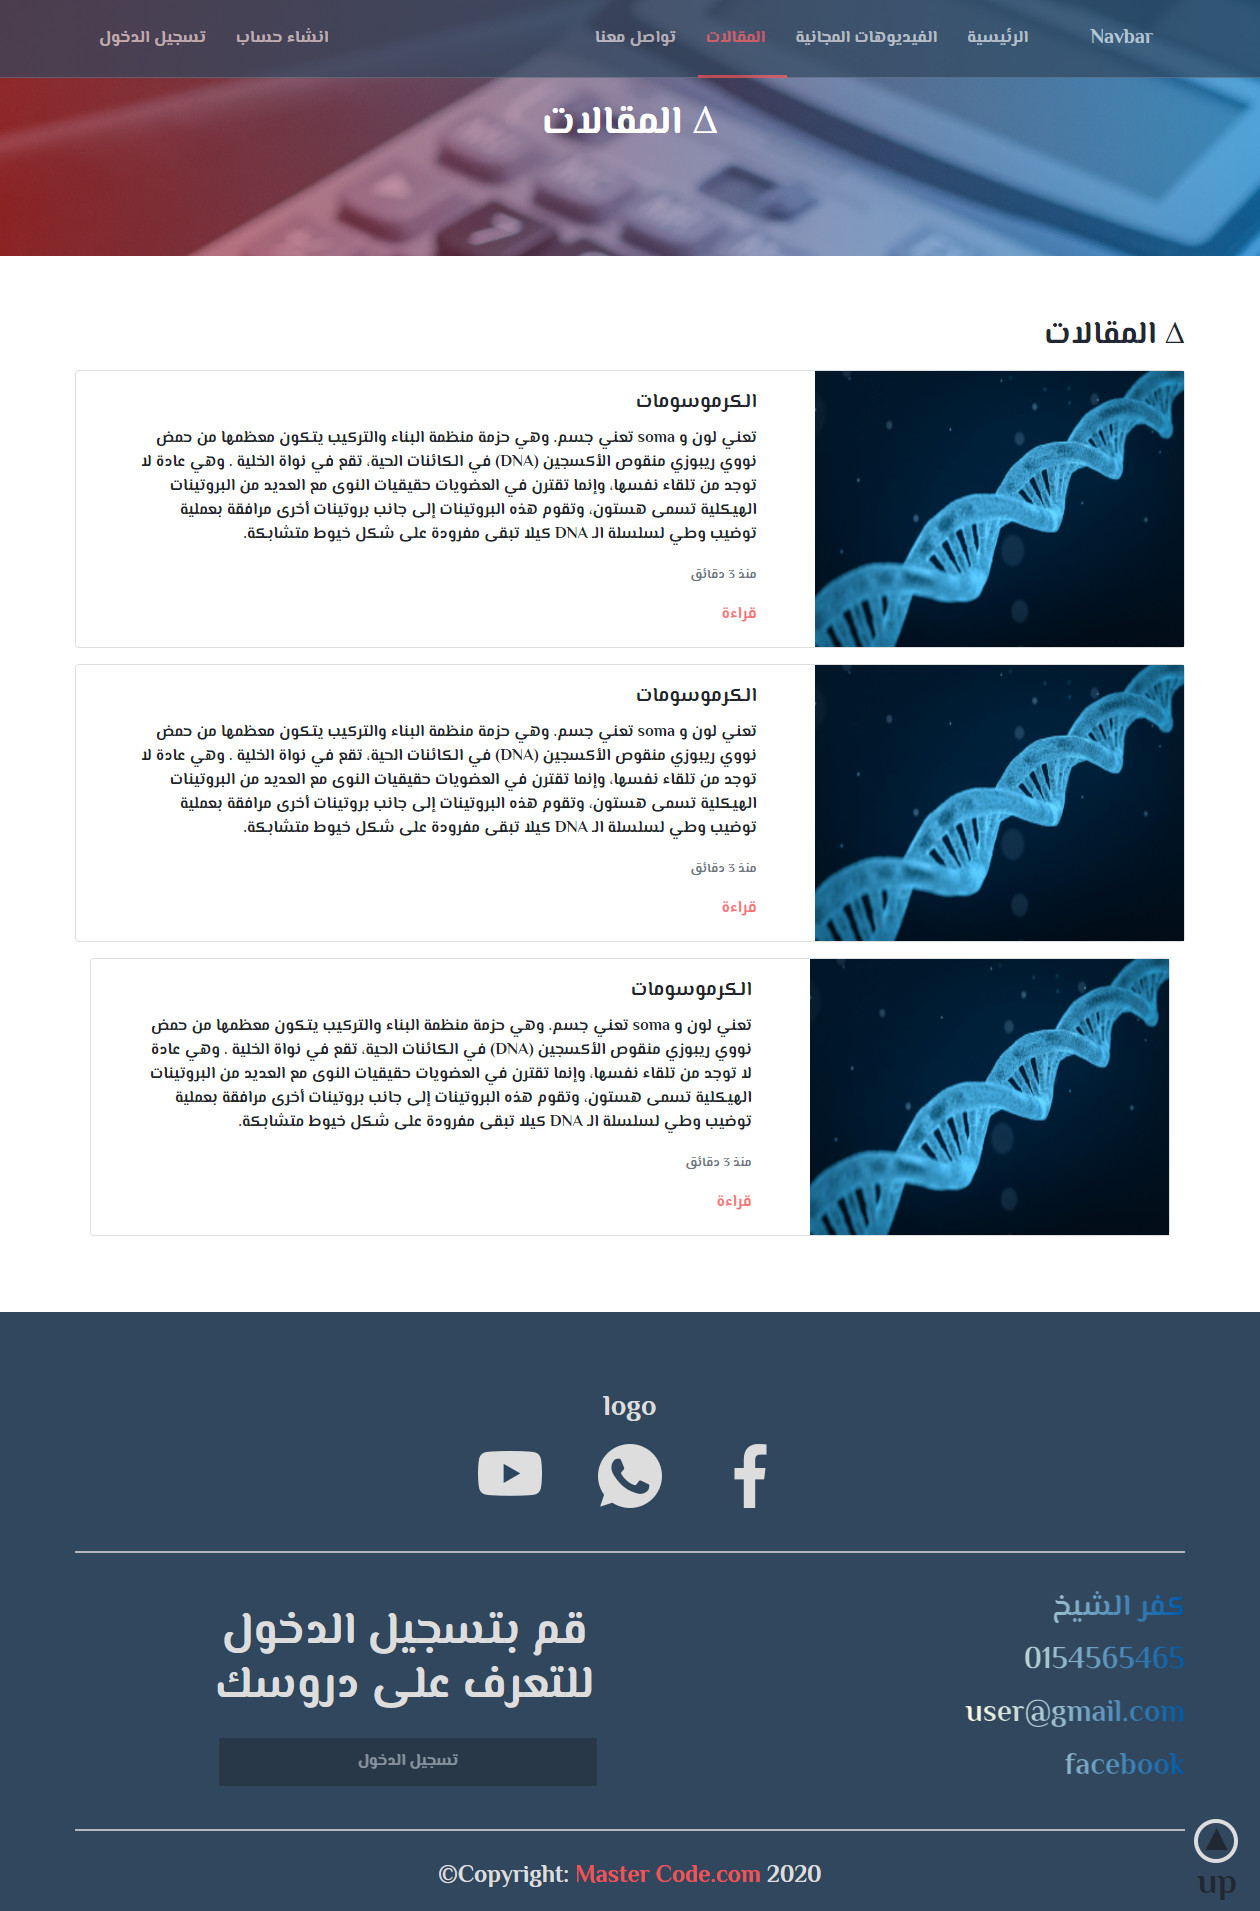 Navbar
الرئيسية
الفيديوهات المجانية
المقالات
تواصل معنا
انشاء حساب
تسجيل الدخول
∆ المقالات
∆ المقالات
الكرموسومات
تعني لون و soma تعني جسم. وهي حزمة منظمة البناء والتركيب يتكون معظمها من حمض
نووي ريبوزي منقوص الأكسجين (DNA) في الكائنات الحية، تقع في نواة الخلية . وهي عادة لا
توجد من تلقاء نفسها، وإنما تقترن في العضويات حقيقيات النوى مع العديد من البروتينات
الهيكلية تسمى هستون، وتقوم هذه البروتينات إلى جانب بروتينات أخرى مرافقة بعملية
توضيب وطي لسلسلة الـ DNA كيلا تبقى مفرودة على شكل خيوط متشابكة.
منذ 3 دقائق
قراءة
الكرموسومات
تعني لون و soma تعني جسم. وهي حزمة منظمة البناء والتركيب يتكون معظمها من حمض
نووي ريبوزي منقوص الأكسجين (DNA) في الكائنات الحية، تقع في نواة الخلية . وهي عادة لا
توجد من تلقاء نفسها، وإنما تقترن في العضويات حقيقيات النوى مع العديد من البروتينات
الهيكلية تسمى هستون، وتقوم هذه البروتينات إلى جانب بروتينات أخرى مرافقة بعملية
توضيب وطي لسلسلة الـ DNA كيلا تبقى مفرودة على شكل خيوط متشابكة.
منذ 3 دقائق
قراءة
الكرموسومات
تعني لون و soma تعني جسم. وهي حزمة منظمة البناء والتركيب يتكون معظمها من حمض
نووي ريبوزي منقوص الأكسجين (DNA) في الكائنات الحية، تقع في نواة الخلية . وهي عادة
لا توجد من تلقاء نفسها، وإنما تقترن في العضويات حقيقيات النوى مع العديد من البروتينات
الهيكلية تسمى هستون، وتقوم هذه البروتينات إلى جانب بروتينات أخرى مرافقة بعملية
توضيب وطي لسلسلة الـ DNA كيلا تبقى مفرودة على شكل خيوط متشابكة.
منذ 3 دقائق
قراءة
logo
كفر الشيخ
0154565465
user@gmail.com
facebook
قم بتسجيل الدخول
للتعرف على دروسك
تسجيل الدخول
©Copyright: Master Code.com 2020
up